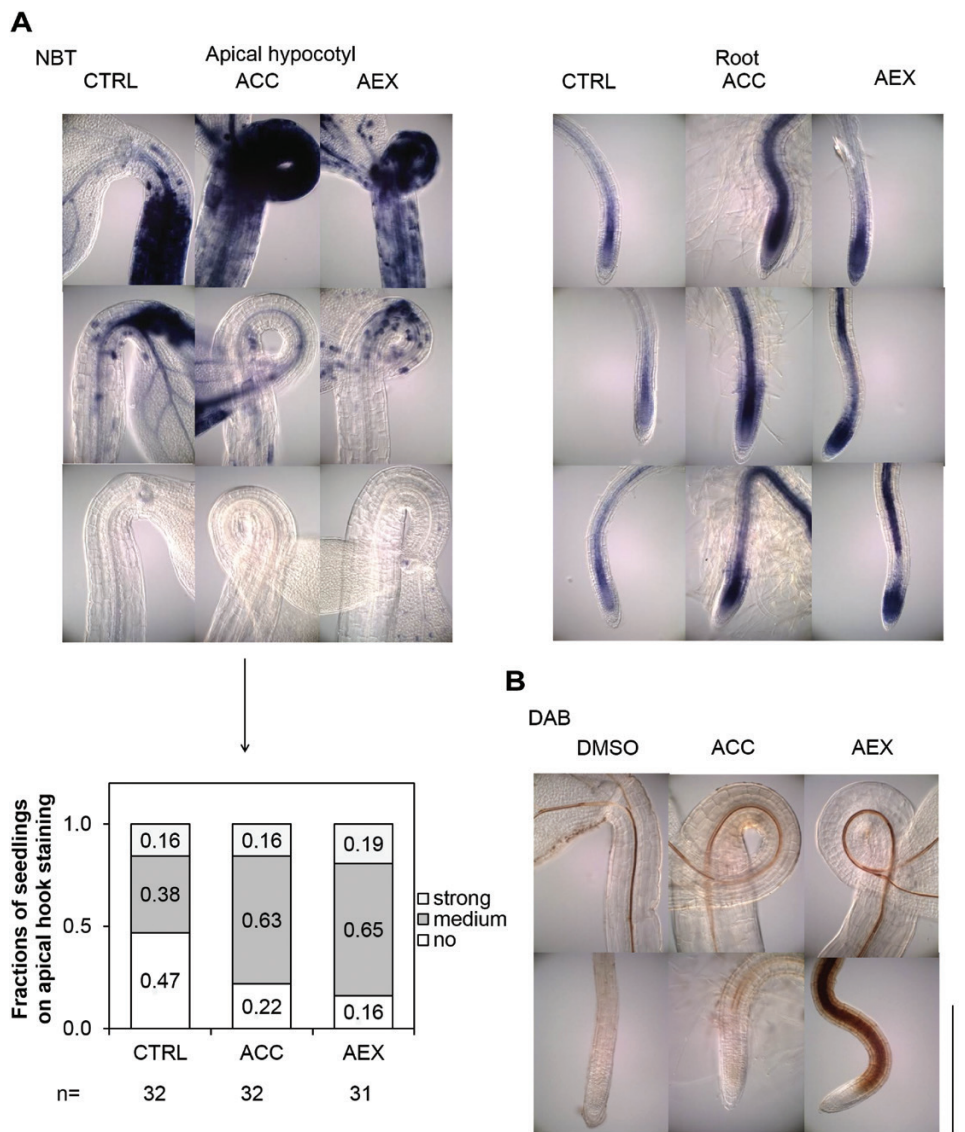 A
NBT
Apical hypocotyl
CTRL ACC AEX
Root
CTRL ACC AEX
B
DAB
DMSO ACC AEX
Fractions of seedlings
on apical hook staining
1.0
0.5
0.0
0.16 0.16 0.19
0.38 0.63 0.65
0.47 0.22 0.16
strong
medium
no
CTRL ACC AEX
n= 32 32 31